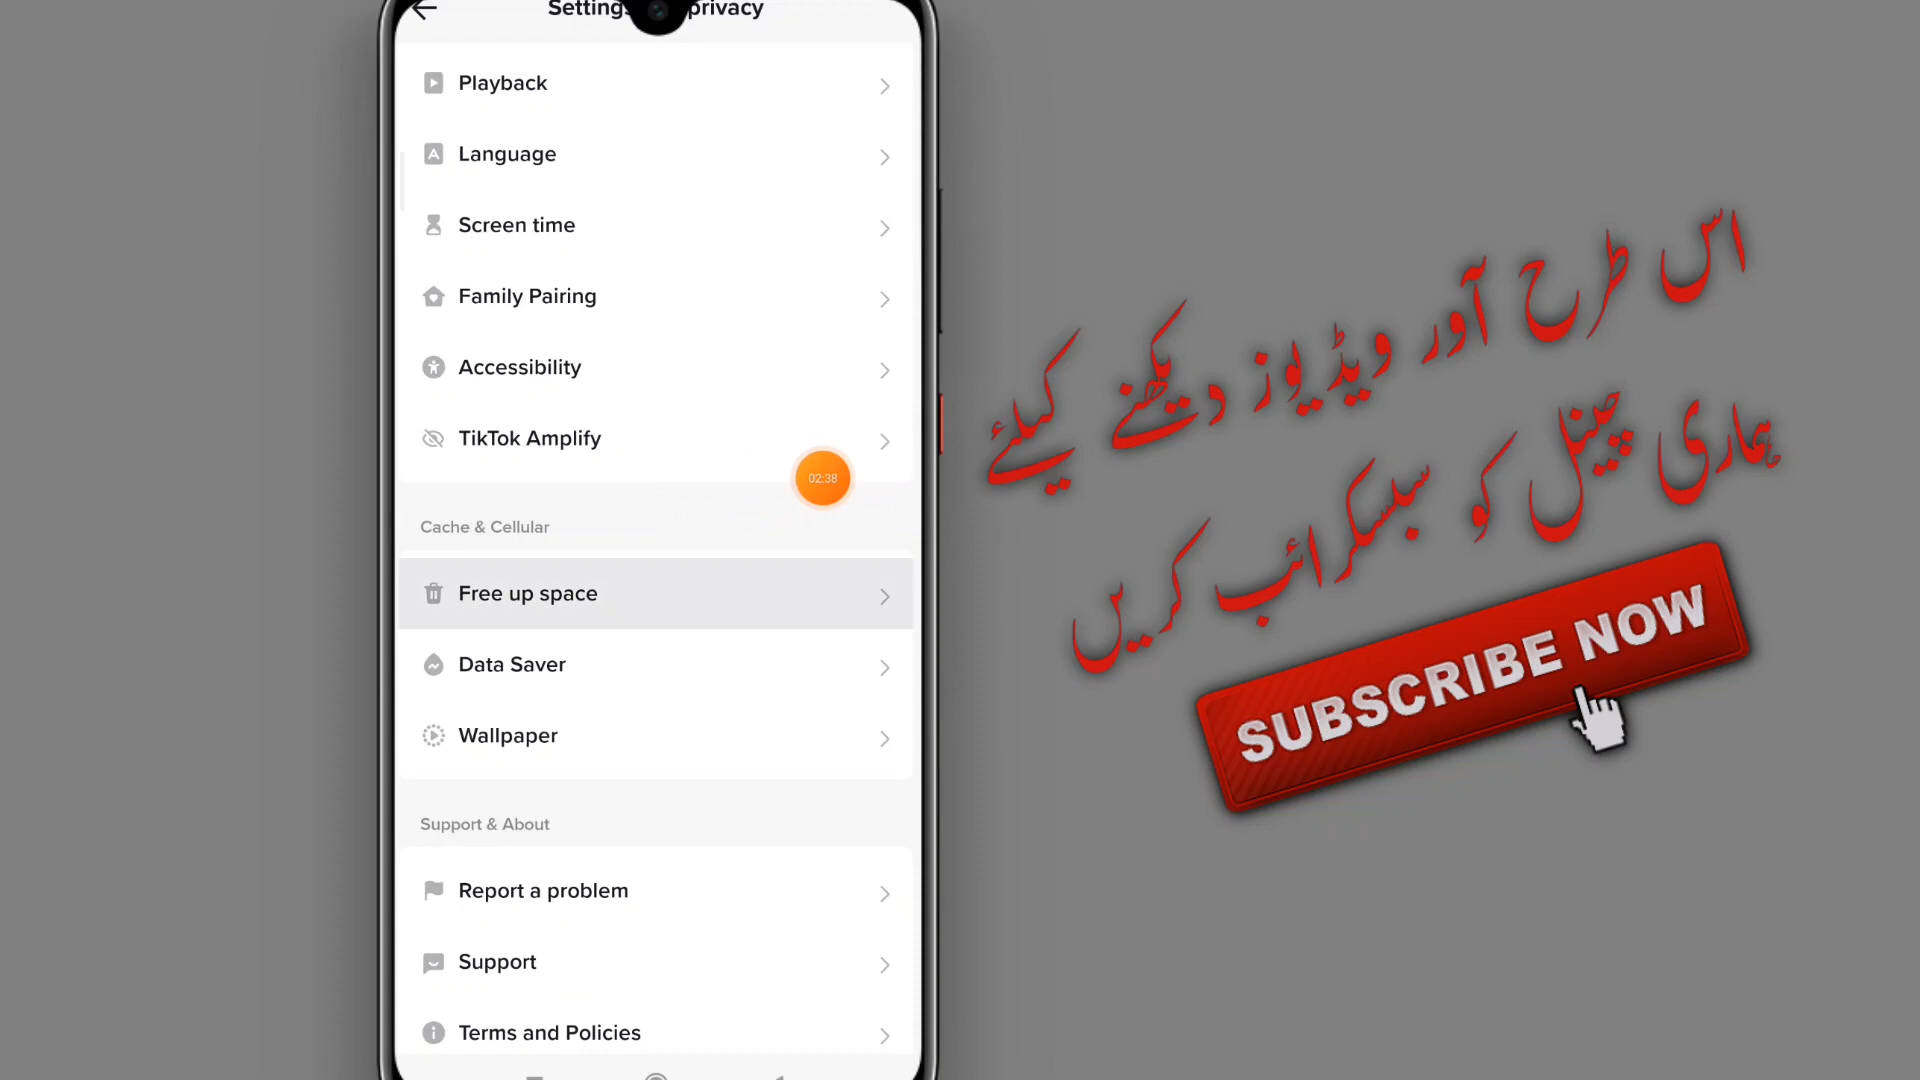 Settings privacy
Playback
Language
Screen time
Family Pairing
Accessibility
TikTok Amplify
02:38
Cache & Cellular
Free up space
Data Saver
Wallpaper
Support & About
Report a problem
Support
Terms and Policies
اس طرح آور ویڈیوز دیکھنے کیلئے
ہماری چینل کو سبسکرائب کریں
SUBSCRIBE NOW